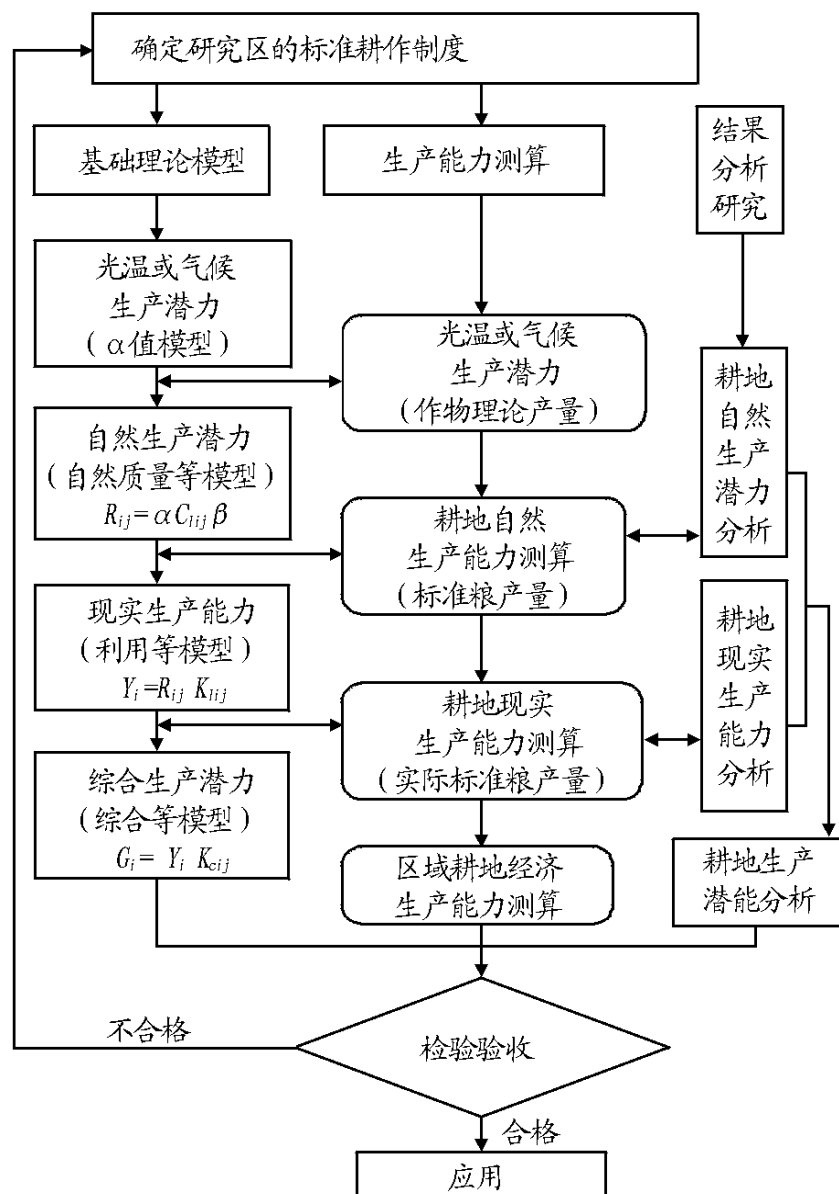 确定研究区的标准耕作制度
基础理论模型
生产能力测算
结果
分析
研究
光温或气候
生产潜力
(α值模型)
光温或气候
生产潜力
(作物理论产量)
耕地
自然
生产
潜力
分析
自然生产潜力
(自然质量等模型)
Rij=αClijβ
耕地自然
生产能力测算
(标准粮产量)
现实生产能力
(利用等模型)
Yi=Rij Klij
耕地现实
生产能力测算
(实际标准粮产量)
耕地
现实
生产
能力
分析
综合生产潜力
(综合等模型)
Gi= Yi Kcij
区域耕地经济
生产能力测算
耕地生产
潜能分析
不合格
检验验收
合格
应用